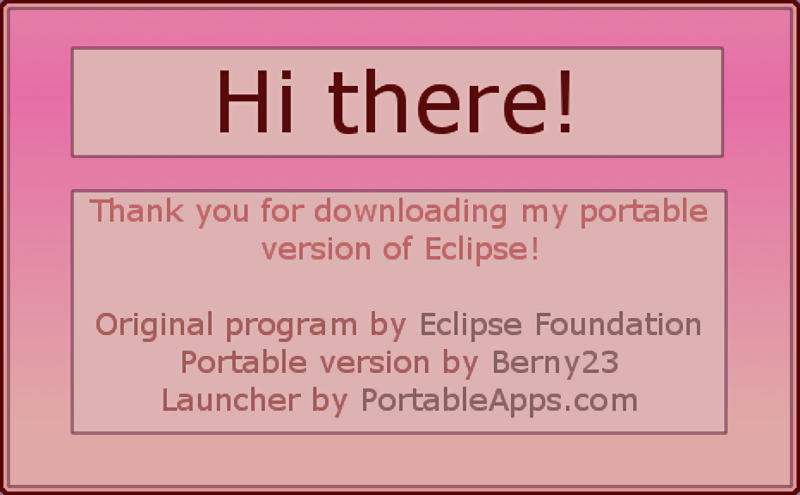 Hi there!
Thank you for downloading my portable
version of Eclipse!
Original program by Eclipse Foundation
Portable version by Berny23
Launcher by PortableApps.com